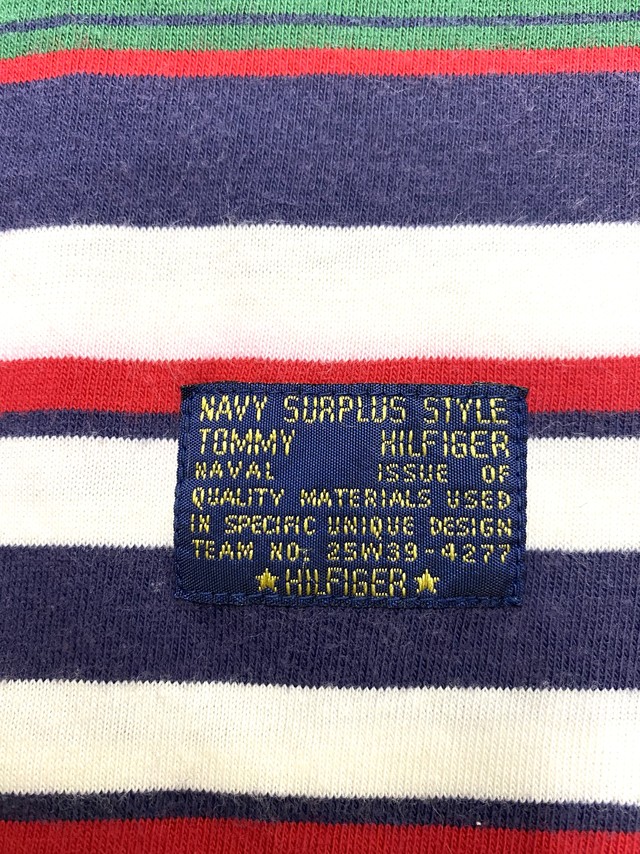 NAVY SURPLUS STYLE
TOMMY HILFIGER
NAVAL ISSUE OF
QUALITY MATERIALS USED
IN SPECIFIC UNIQUE DESIGN
TEAM NO. 25W39-4277
★HILFIGER★